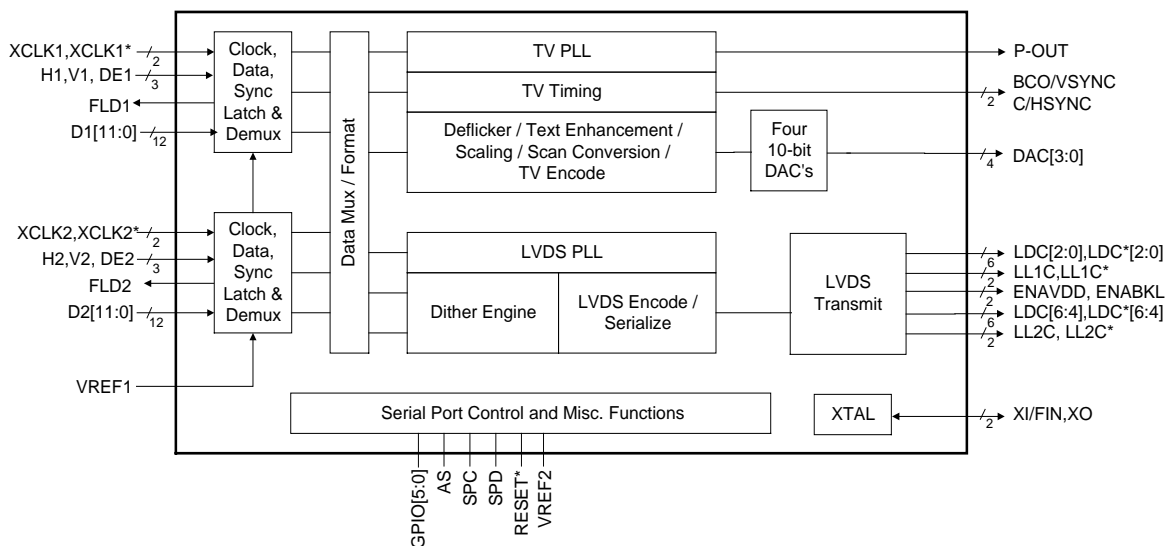 XCLK1,XCLK1*
2
H1,V1, DE1
3
FLD1
D1[11:0]
12
Clock,
Data,
Sync
Latch &
Demux
XCLK2,XCLK2*
2
H2,V2, DE2
3
FLD2
D2[11:0]
12
Clock,
Data,
Sync
Latch &
Demux
VREF1
Data Mux / Format
TV PLL
TV Timing
Deflicker / Text Enhancement /
Scaling / Scan Conversion /
TV Encode
Four
10-bit
DAC's
P-OUT
BCO/VSYNC
2
C/HSYNC
DAC[3:0]
4
LVDS PLL
Dither Engine
LVDS Encode /
Serialize
LVDS
Transmit
LDC[2:0],LDC*[2:0]
6
LL1C,LL1C*
2
ENAVDD, ENABKL
2
LDC[6:4],LDC*[6:4]
6
LL2C, LL2C*
2
Serial Port Control and Misc. Functions
XTAL
XI/FIN,XO
2
GPIO[5:0]
AS
SPC
SPD
RESET*
VREF2